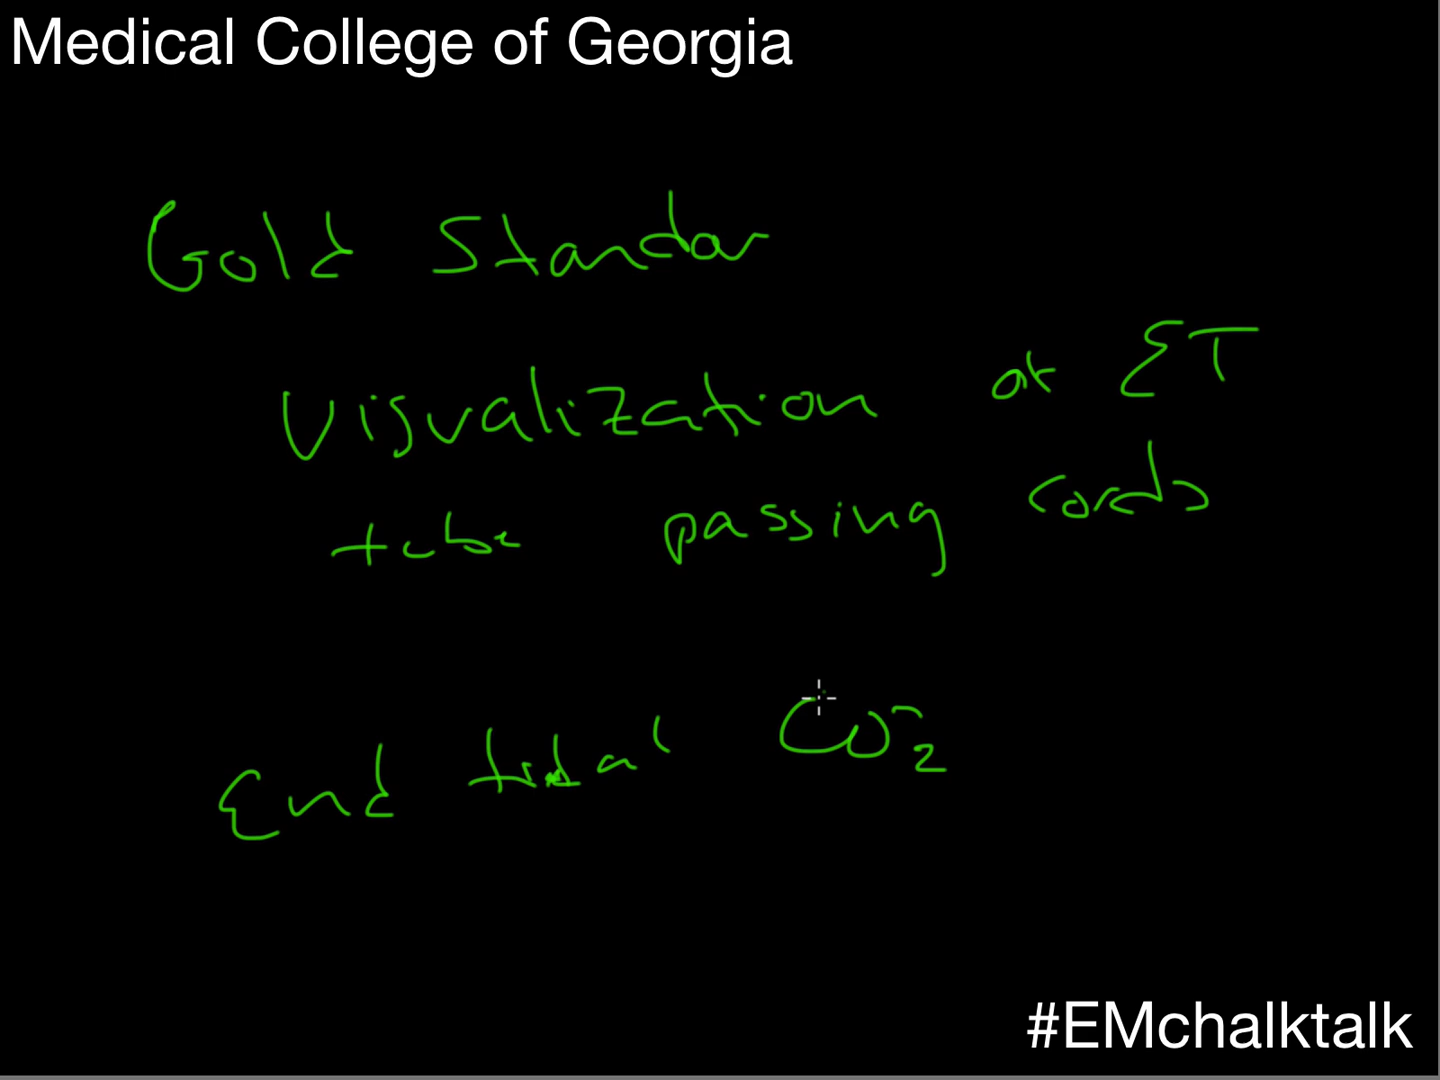 Medical College of Georgia
Gold Standar
Visualization of ET
tube passing cords
End tidal CO2
#EMchalktalk